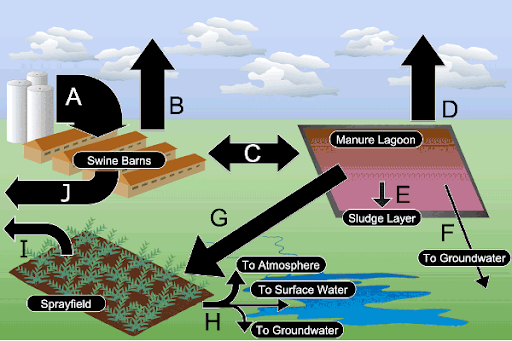 A
B
D
Manure Lagoon
Swine Barns
C
J
E
G
Sludge Layer
F
I
To Groundwater
To Atmosphere
To Surface Water
Sprayfield
H
To Groundwater